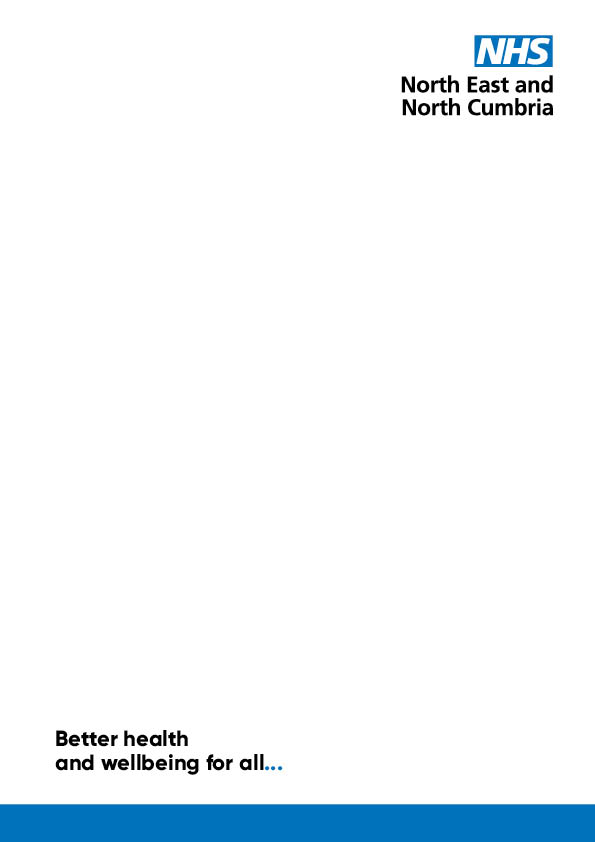 NHS
North East and
North Cumbria
Better health
and wellbeing for all...